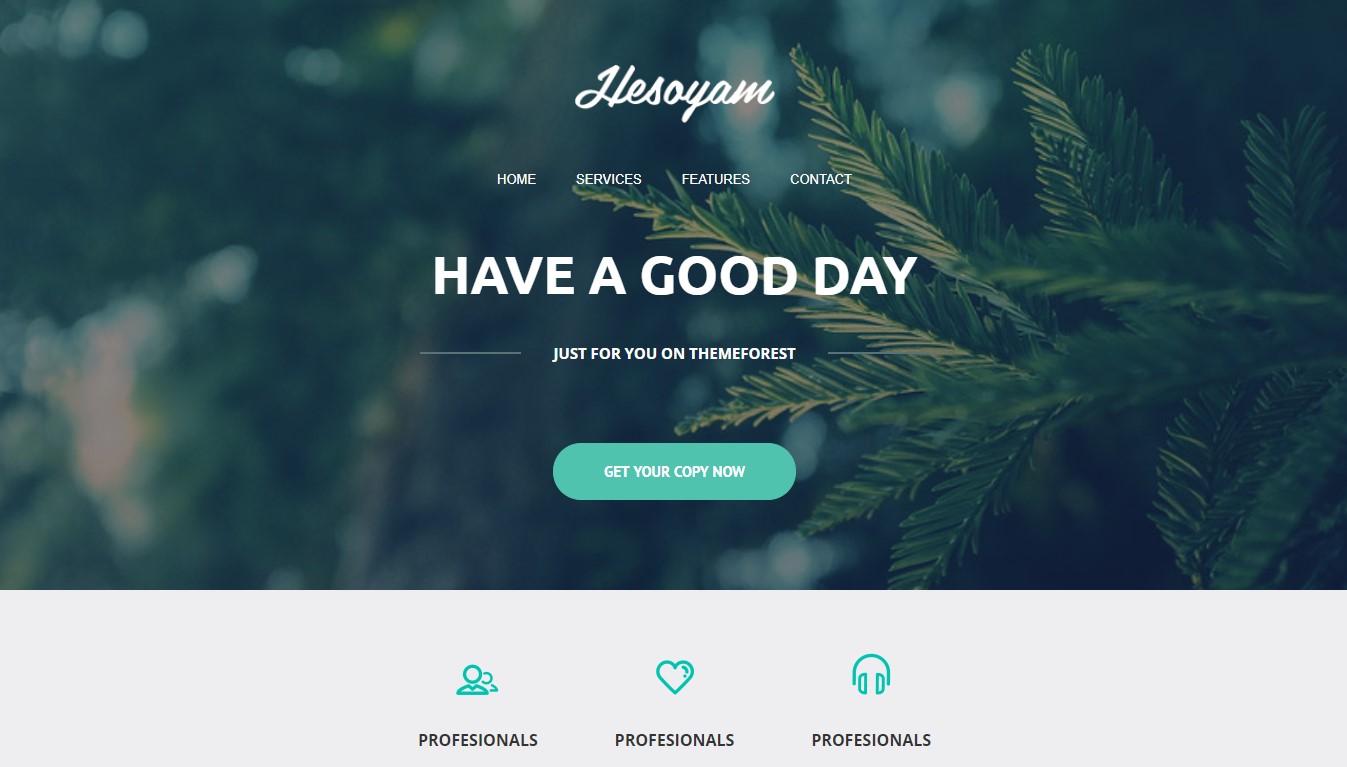 Hesoyam
HOME SERVICES FEATURES CONTACT
HAVE A GOOD DAY
JUST FOR YOU ON THEMEFOREST
GET YOUR COPY NOW
PROFESIONALS PROFESIONALS PROFESIONALS